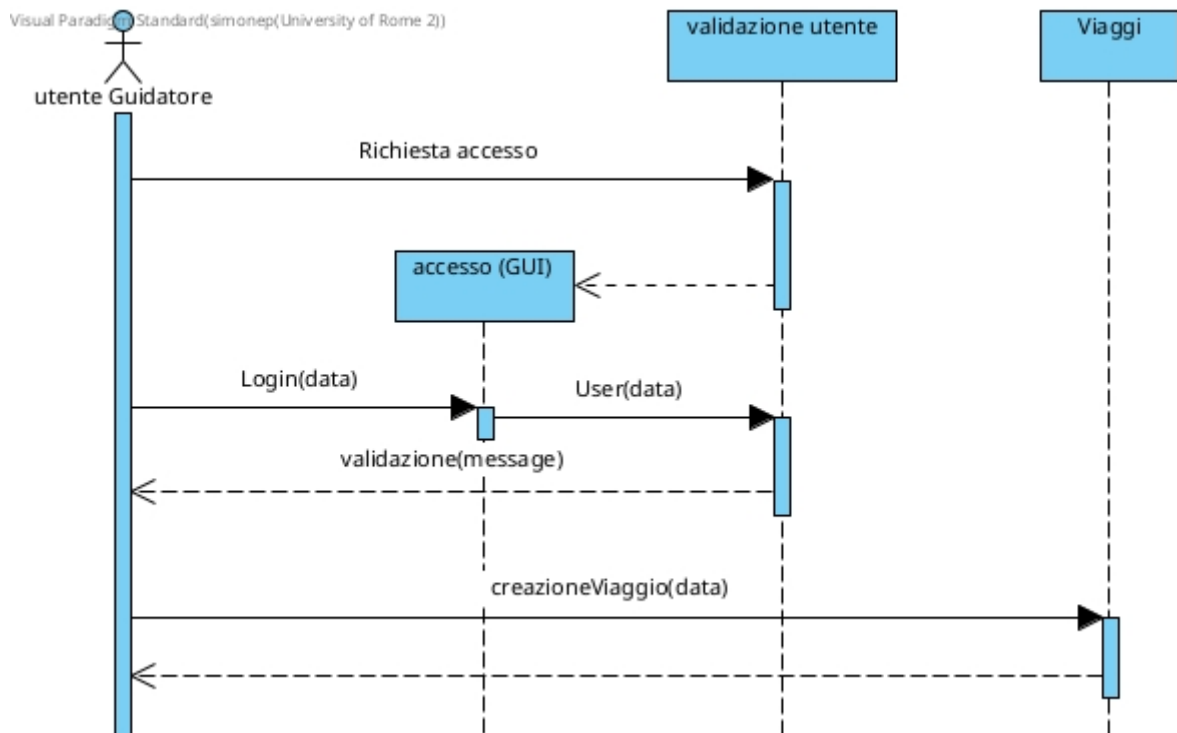 Visual Paradigm Standard(simonep(University of Rome 2))
validazione utente
Viaggi
utente Guidatore
Richiesta accesso
accesso (GUI)
Login(data)
User(data)
validazione(message)
creazioneViaggio(data)